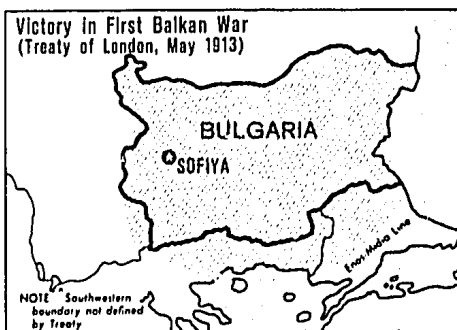 Victory in First Balkan War
(Treaty of London, May 1913)
BULGARIA
SOFIYA
Enos-Midia Line
NOTE Southwestern
boundary not defined
by Treaty